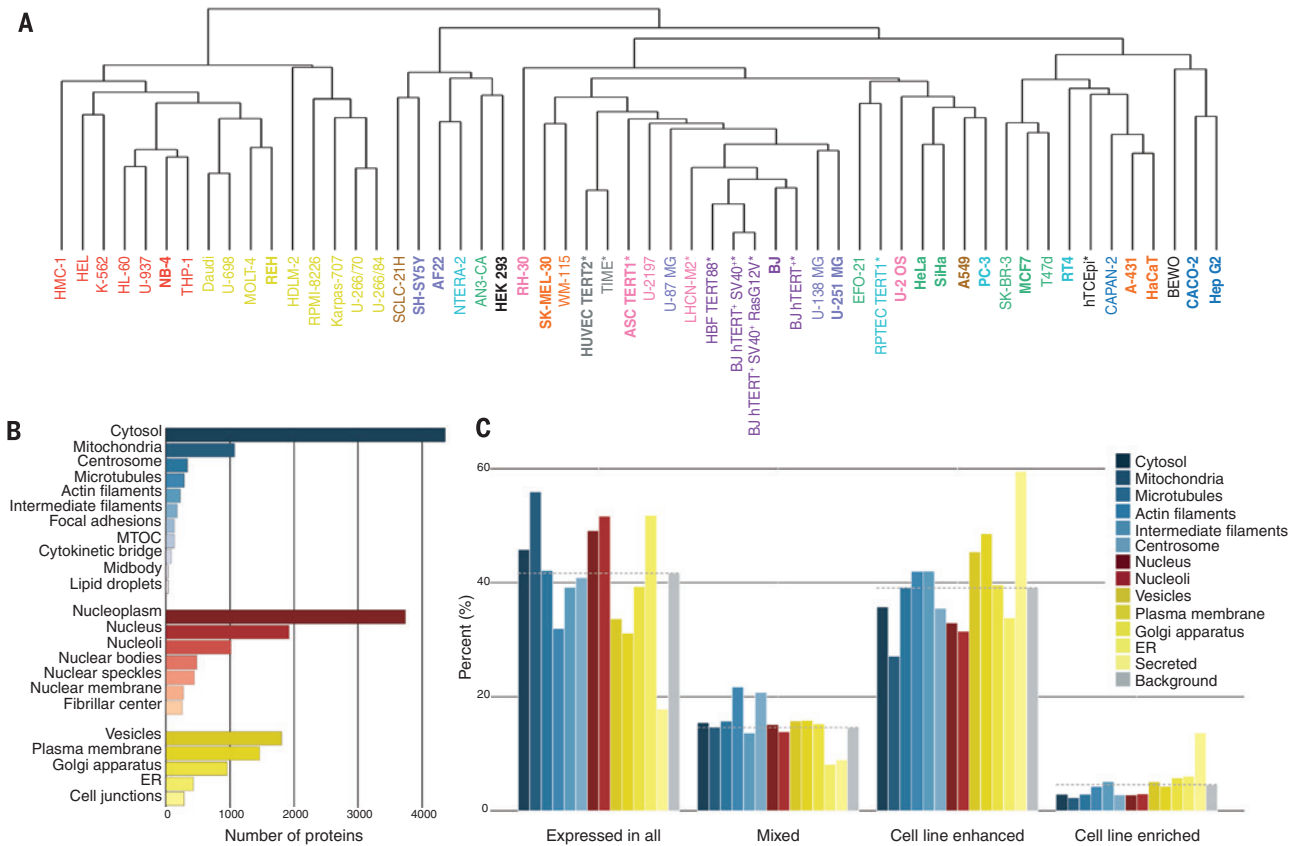 A
HMC-1
HEL
K-562
HL-60
U-937
NB-4
THP-1
Daudi
U-698
MOLT-4
REH
HDLM-2
RPMI-8226
Karpas-707
U-266/70
U-266/84
SCLC-21H
SH-SY5Y
AF22
NTERA-2
AN3-CA
HEK 293
RH-30
SK-MEL-30
WM-115
HUVEC TERT2*
TIME*
ASC TERT1*
U-2197
U-87 MG
LHCN-M2*
HBF TERT88*
BJ hTERT⁺ SV40⁺*
BJ hTERT⁺ SV40⁺ RasG12V*
BJ
BJ hTERT⁺*
U-138 MG
U-251 MG
EFO-21
RPTEC TERT1*
U-2 OS
HeLa
SiHa
A549
PC-3
SK-BR-3
MCF7
T47d
RT4
hTCEpi*
CAPAN-2
A-431
HaCaT
BEWO
CACO-2
Hep G2
B
Cytosol
Mitochondria
Centrosome
Microtubules
Actin filaments
Intermediate filaments
Focal adhesions
MTOC
Cytokinetic bridge
Midbody
Lipid droplets
Nucleoplasm
Nucleus
Nucleoli
Nuclear bodies
Nuclear speckles
Nuclear membrane
Fibrillar center
Vesicles
Plasma membrane
Golgi apparatus
ER
Cell junctions
0 1000 2000 3000 4000
Number of proteins
C
Percent (%)
60
40
20
0
Expressed in all
Mixed
Cell line enhanced
Cell line enriched
Cytosol
Mitochondria
Microtubules
Actin filaments
Intermediate filaments
Centrosome
Nucleus
Nucleoli
Vesicles
Plasma membrane
Golgi apparatus
ER
Secreted
Background